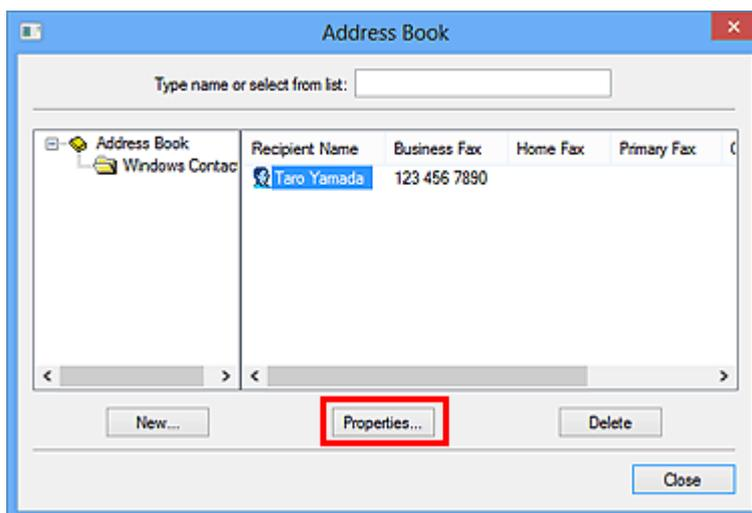 Address Book
Type name or select from list:
Address Book
Windows Contac
Recipient Name Business Fax Home Fax Primary Fax
Taro Yamada 123 456 7890
New... Properties... Delete
Close